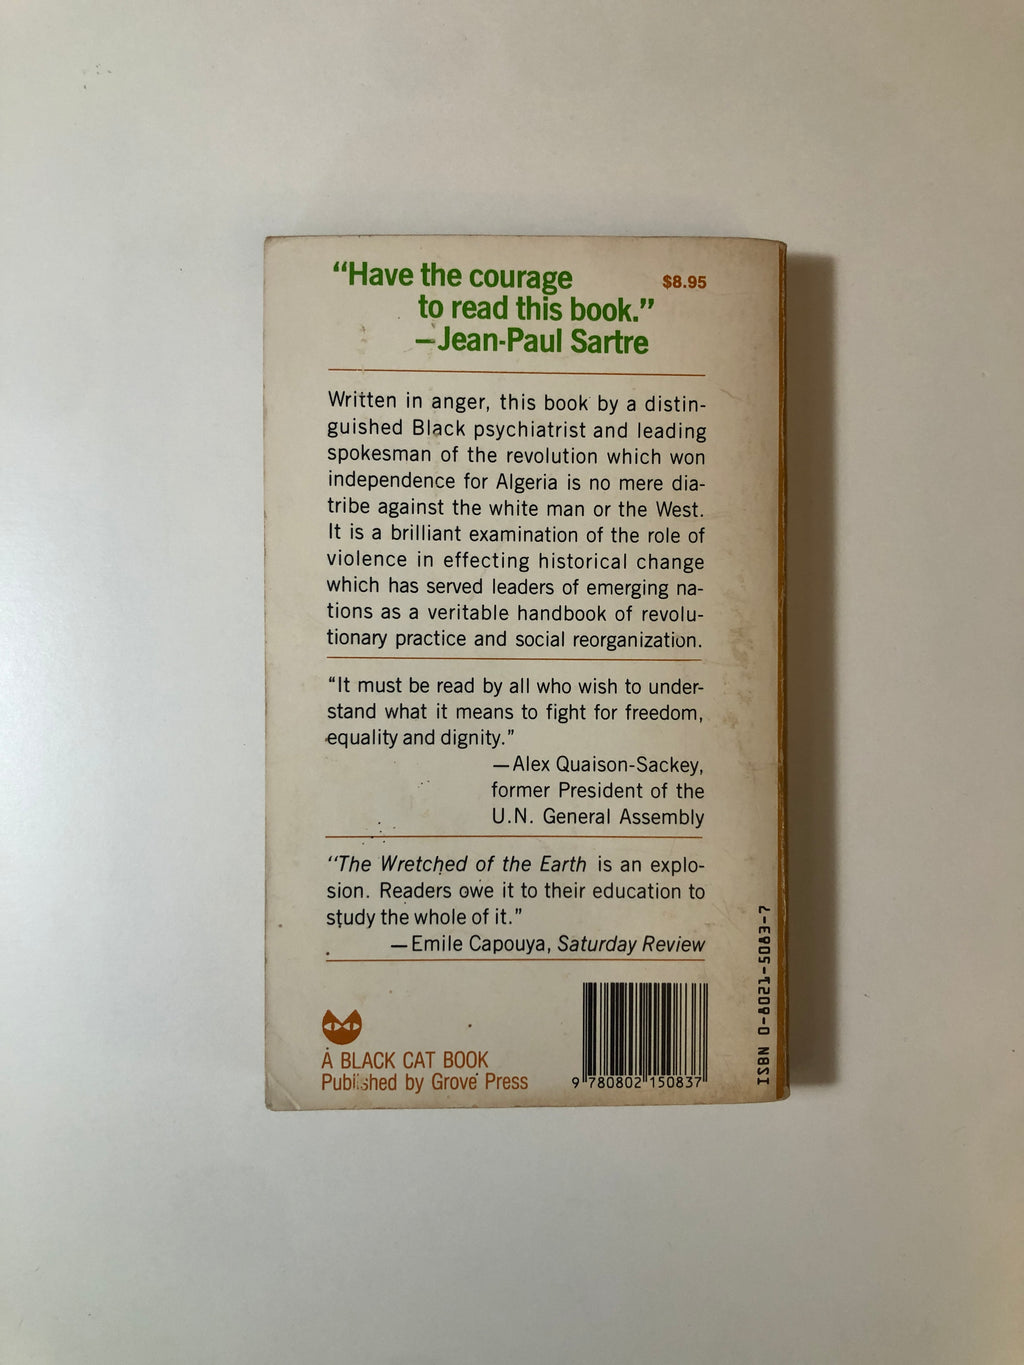 “Have the courage
to read this book.”
—Jean-Paul Sartre
$8.95
Written in anger, this book by a distin-
guished Black psychiatrist and leading
spokesman of the revolution which won
independence for Algeria is no mere dia-
tribe against the white man or the West.
It is a brilliant examination of the role of
violence in effecting historical change
which has served leaders of emerging na-
tions as a veritable handbook of revolu-
tionary practice and social reorganization.
“It must be read by all who wish to under-
stand what it means to fight for freedom,
equality and dignity.”
—Alex Quaison-Sackey,
former President of the
U.N. General Assembly
“The Wretched of the Earth is an explo-
sion. Readers owe it to their education to
study the whole of it.”
—Emile Capouya, Saturday Review
A BLACK CAT BOOK
Published by Grove Press
9 780802 150837
ISBN 0-8021-5083-7